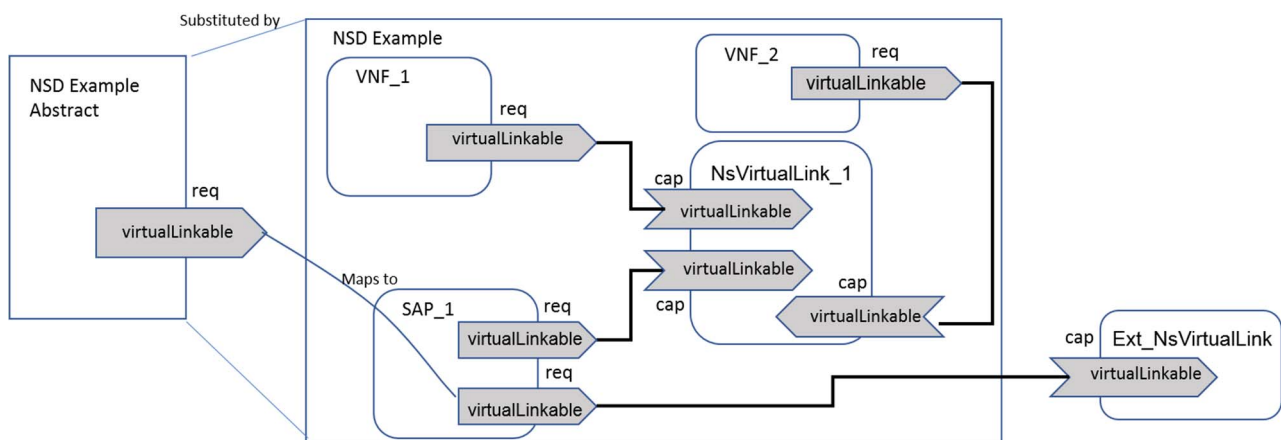 Substituted by
NSD Example
Abstract
req
virtualLinkable
NSD Example
VNF_1
req
virtualLinkable
VNF_2
req
virtualLinkable
NsVirtualLink_1
cap
virtualLinkable
virtualLinkable
cap
cap
virtualLinkable
Maps to
SAP_1
req
virtualLinkable
req
virtualLinkable
Ext_NsVirtualLink
cap
virtualLinkable